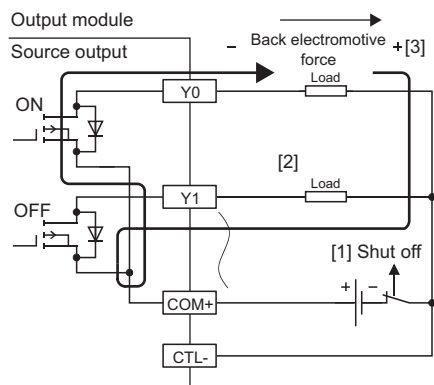 Output module
Source output
- Back electromotive force +[3]
Load
Y0
ON
[2]
Load
Y1
OFF
[1] Shut off
+ -
COM+
CTL-